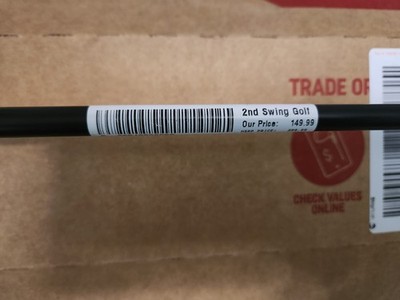 2nd Swing Golf
Our Price: 149.99
TRADE OR
$
CHECK VALUES
ONLINE